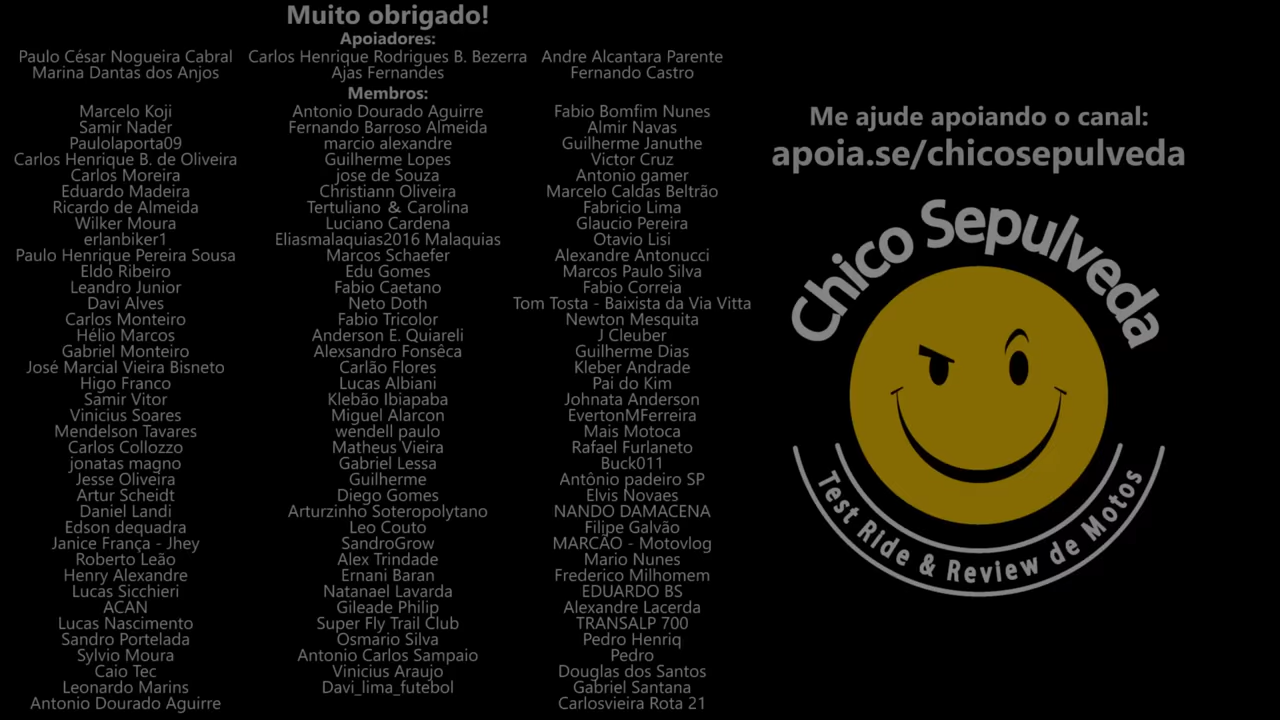 Muito obrigado!
Apoiadores:
Paulo César Nogueira Cabral
Marina Dantas dos Anjos
Carlos Henrique Rodrigues B. Bezerra
Ajas Fernandes
Andre Alcantara Parente
Fernando Castro
Membros:
Marcelo Koji
Samir Nader
Paulolaporta09
Carlos Henrique B. de Oliveira
Carlos Moreira
Eduardo Madeira
Ricardo de Almeida
Wilker Moura
erlanbiker1
Paulo Henrique Pereira Sousa
Eldo Ribeiro
Leandro Junior
Davi Alves
Carlos Monteiro
Hélio Marcos
Gabriel Monteiro
José Marcial Vieira Bisneto
Higo Franco
Samir Vitor
Vinicius Soares
Mendelson Tavares
Carlos Collozzo
jonatas magno
Jesse Oliveira
Artur Scheidt
Daniel Landi
Edson dequadra
Janice França - Jhey
Roberto Leão
Henry Alexandre
Lucas Sicchieri
ACAN
Lucas Nascimento
Sandro Portelada
Sylvio Moura
Caio Tec
Leonardo Marins
Antonio Dourado Aguirre
Antonio Dourado Aguirre
Fernando Barroso Almeida
marcio alexandre
Guilherme Lopes
jose de Souza
Christiann Oliveira
Tertuliano & Carolina
Luciano Cardena
Eliasmalaquias2016 Malaquias
Marcos Schaefer
Edu Gomes
Fabio Caetano
Neto Doth
Fabio Tricolor
Anderson E. Quiareli
Alexsandro Fonsêca
Carlão Flores
Lucas Albiani
Klebão Ibiapaba
Miguel Alarcon
wendell paulo
Matheus Vieira
Gabriel Lessa
Guilherme
Diego Gomes
Arturzinho Soteropolytano
Leo Couto
SandroGrow
Alex Trindade
Ernani Baran
Natanael Lavarda
Gileade Philip
Super Fly Trail Club
Osmario Silva
Antonio Carlos Sampaio
Vinicius Araujo
Davi_lima_futebol
Fabio Bomfim Nunes
Almir Navas
Guilherme Januthe
Victor Cruz
Antonio gamer
Marcelo Caldas Beltrão
Fabricio Lima
Glaucio Pereira
Otavio Lisi
Alexandre Antonucci
Marcos Paulo Silva
Fabio Correia
Tom Tosta - Baixista da Via Vitta
Newton Mesquita
J Cleuber
Guilherme Dias
Kleber Andrade
Pai do Kim
Johnata Anderson
EvertonMFerreira
Mais Motoca
Rafael Furlaneto
Buck011
Antônio padeiro SP
Elvis Novaes
NANDO DAMACENA
Filipe Galvão
MARCÃO - Motovlog
Mario Nunes
Frederico Milhomem
EDUARDO BS
Alexandre Lacerda
TRANSALP 700
Pedro Henriq
Pedro
Douglas dos Santos
Gabriel Santana
Carlosvieira Rota 21
Me ajude apoiando o canal:
apoia.se/chicosepulveda
Chico Sepulveda
Test Ride & Review de Motos